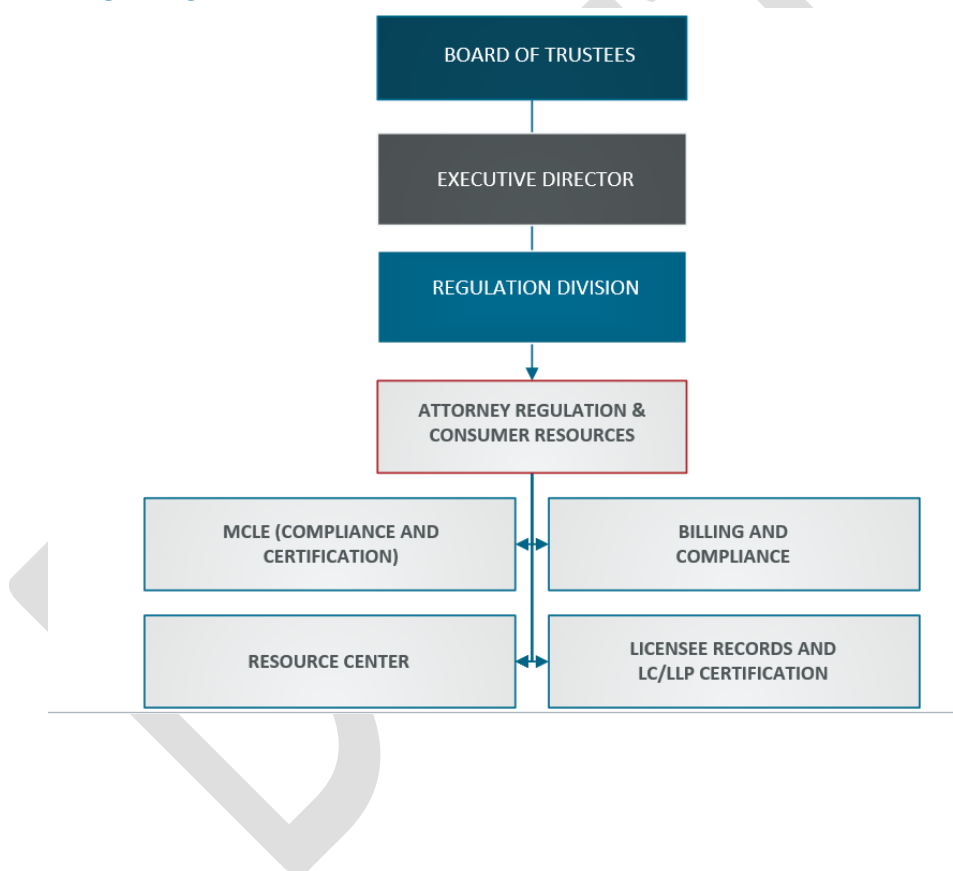 BOARD OF TRUSTEES
EXECUTIVE DIRECTOR
REGULATION DIVISION
ATTORNEY REGULATION &
CONSUMER RESOURCES
MCLE (COMPLIANCE AND
CERTIFICATION)
BILLING AND
COMPLIANCE
RESOURCE CENTER
LICENSEE RECORDS AND
LC/LLP CERTIFICATION